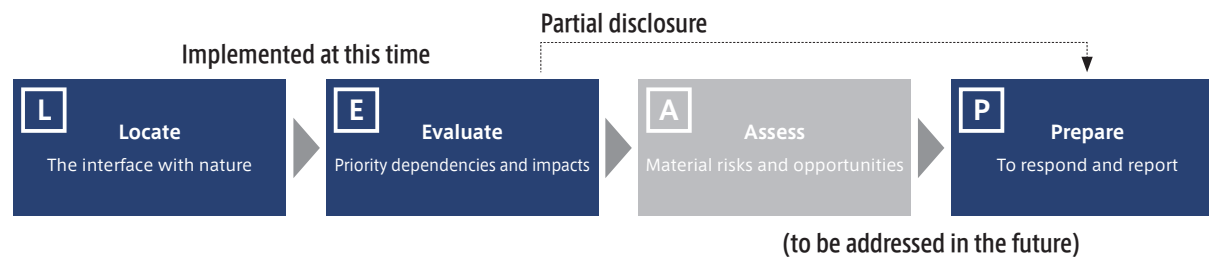 Partial disclosure
Implemented at this time
L
Locate
The interface with nature
E
Evaluate
Priority dependencies and impacts
A
Assess
Material risks and opportunities
P
Prepare
To respond and report
(to be addressed in the future)